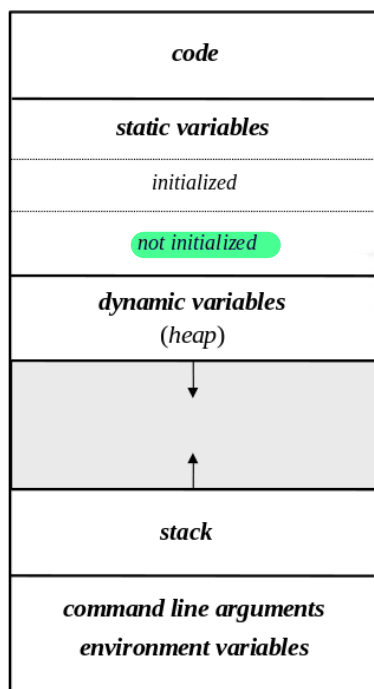 code
static variables
initialized
not initialized
dynamic variables
(heap)
stack
command line arguments
environment variables